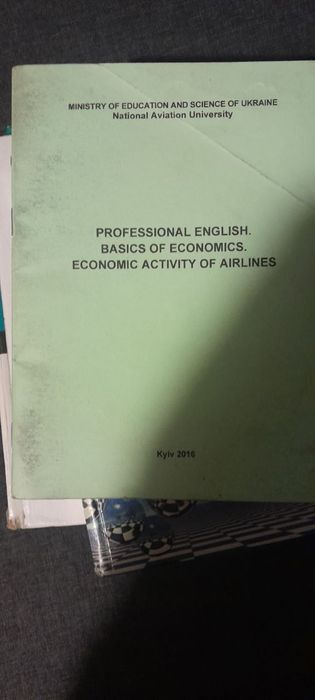 MINISTRY OF EDUCATION AND SCIENCE OF UKRAINE
National Aviation University
PROFESSIONAL ENGLISH.
BASICS OF ECONOMICS.
ECONOMIC ACTIVITY OF AIRLINES
Kyiv 2016